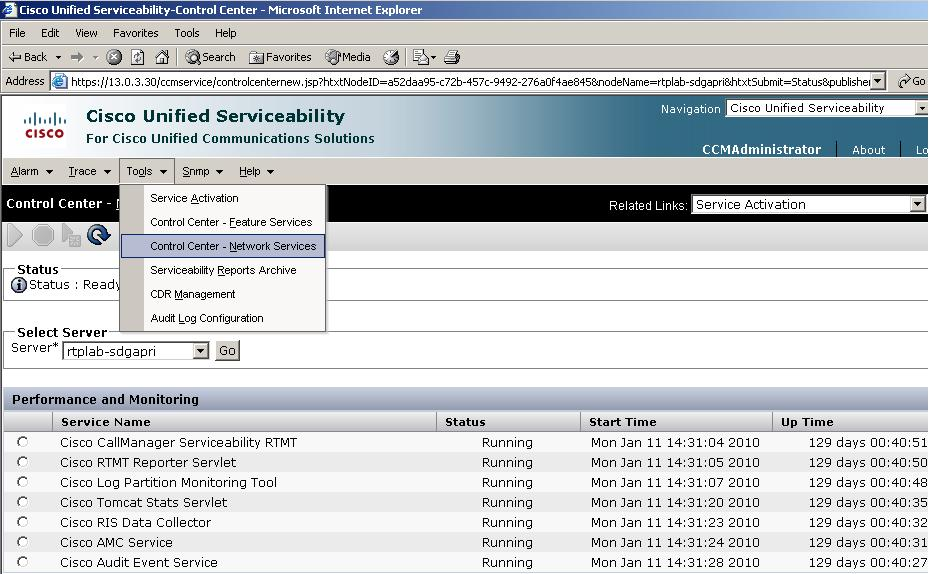 Cisco Unified Serviceability-Control Center - Microsoft Internet Explorer
File Edit View Favorites Tools Help
Back Search Favorites Media
Address https://13.0.3.30/ccmservice/controlcenternew.jsp?htxtNodeID=a52daa95-c72b-457c-9492-276a0f4ae845&nodeName=rtplab-sdgapri&htxtSubmit=Status&publisher Go
CISCO
Cisco Unified Serviceability
For Cisco Unified Communications Solutions
Navigation Cisco Unified Serviceability
CCMAdministrator About Lo
Alarm Trace Tools Snmp Help
Control Center -
Related Links: Service Activation
Service Activation
Control Center - Feature Services
Control Center - Network Services
Serviceability Reports Archive
CDR Management
Audit Log Configuration
Status
Status : Ready
Select Server
Server* rtplab-sdgapri Go
Performance and Monitoring
Service Name Status Start Time Up Time
Cisco CallManager Serviceability RTMT Running Mon Jan 11 14:31:04 2010 129 days 00:40:51
Cisco RTMT Reporter Servlet Running Mon Jan 11 14:31:05 2010 129 days 00:40:50
Cisco Log Partition Monitoring Tool Running Mon Jan 11 14:31:07 2010 129 days 00:40:48
Cisco Tomcat Stats Servlet Running Mon Jan 11 14:31:20 2010 129 days 00:40:35
Cisco RIS Data Collector Running Mon Jan 11 14:31:23 2010 129 days 00:40:32
Cisco AMC Service Running Mon Jan 11 14:31:24 2010 129 days 00:40:31
Cisco Audit Event Service Running Mon Jan 11 14:31:28 2010 129 days 00:40:27